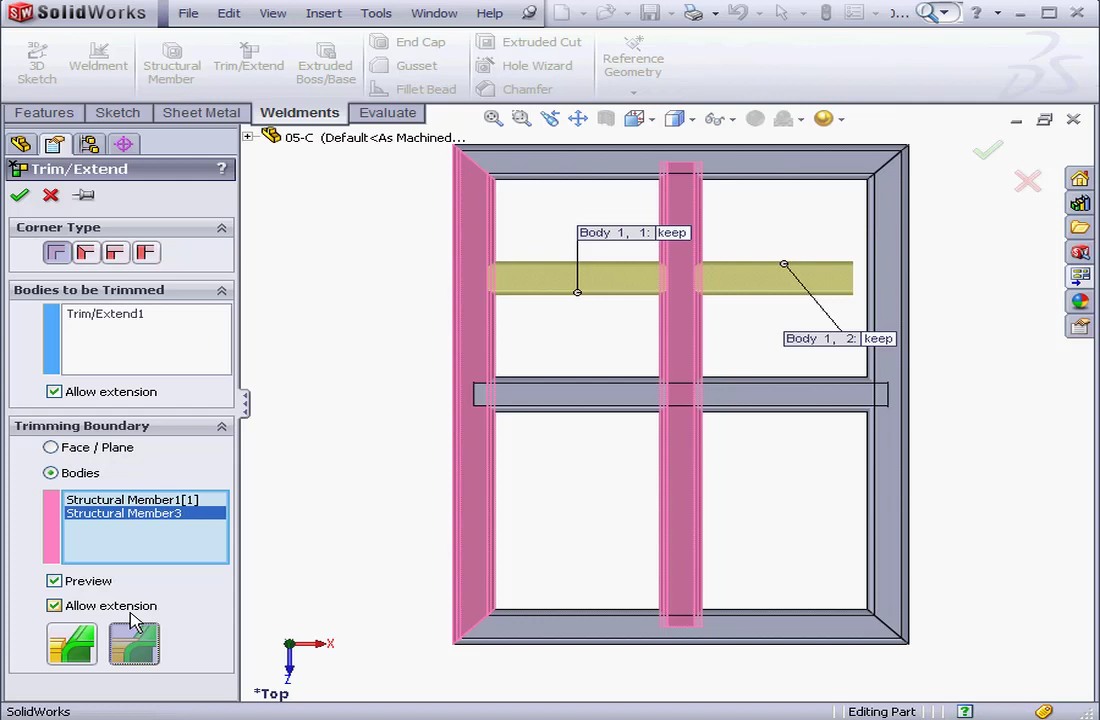 SolidWorks File Edit View Insert Tools Window Help )... ?
3D Sketch
Weldment
Structural Member
Trim/Extend
Extruded Boss/Base
End Cap
Gusset
Fillet Bead
Extruded Cut
Hole Wizard
Chamfer
Reference Geometry
Features Sketch Sheet Metal Weldments Evaluate
05-C (Default<As Machined...
Trim/Extend ?
Corner Type
Bodies to be Trimmed
Trim/Extend1
Allow extension
Trimming Boundary
Face / Plane
Bodies
Structural Member1[1]
Structural Member3
Preview
Allow extension
Body 1, 1: keep
Body 1, 2: keep
X
Z
*Top
SolidWorks Editing Part ?